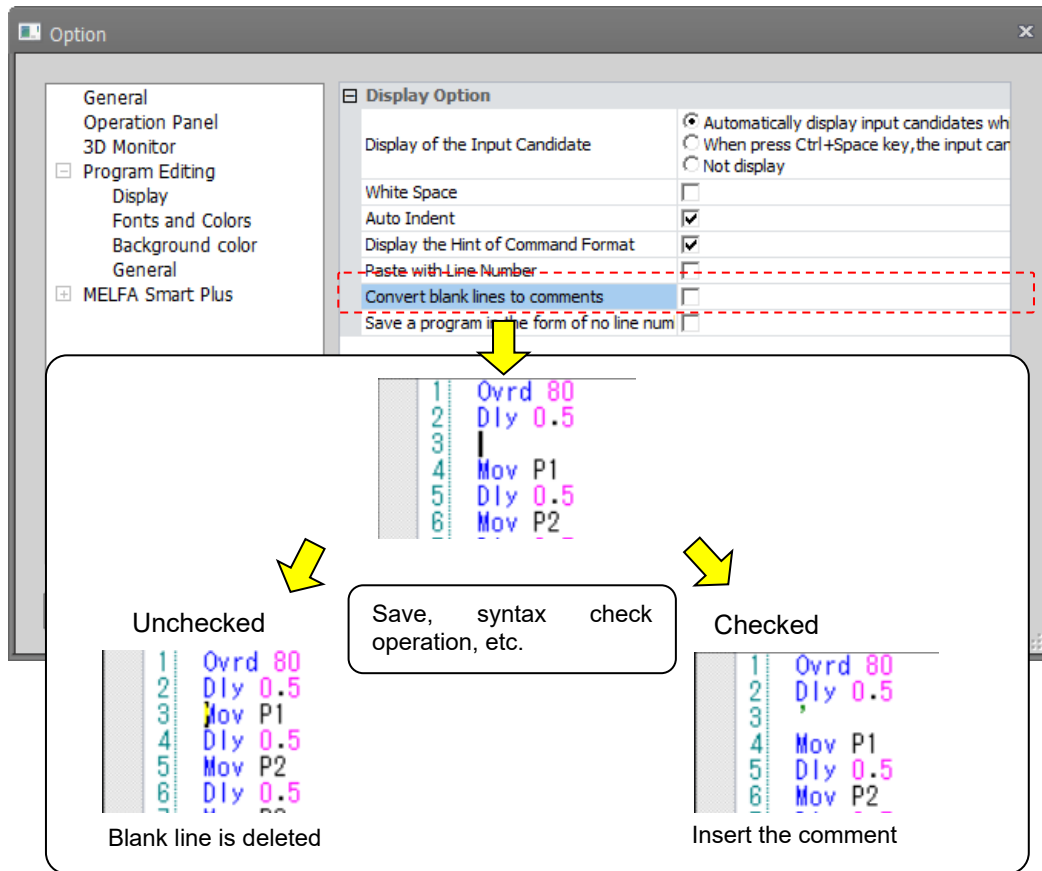 Option
General
Operation Panel
3D Monitor
Program Editing
Display
Fonts and Colors
Background color
General
MELFA Smart Plus
Display Option
Display of the Input Candidate
Automatically display input candidates wh
When press Ctrl+Space key,the input can
Not display
White Space
Auto Indent
Display the Hint of Command Format
Paste with Line Number
Convert blank lines to comments
Save a program in the form of no line num
1 Ovrd 80
2 Dly 0.5
3
4 Mov P1
5 Dly 0.5
6 Mov P2
Unchecked
Save, syntax check
operation, etc.
Checked
1 Ovrd 80
2 Dly 0.5
3 Mov P1
4 Dly 0.5
5 Mov P2
6 Dly 0.5
Blank line is deleted
1 Ovrd 80
2 Dly 0.5
3 '
4 Mov P1
5 Dly 0.5
6 Mov P2
Insert the comment